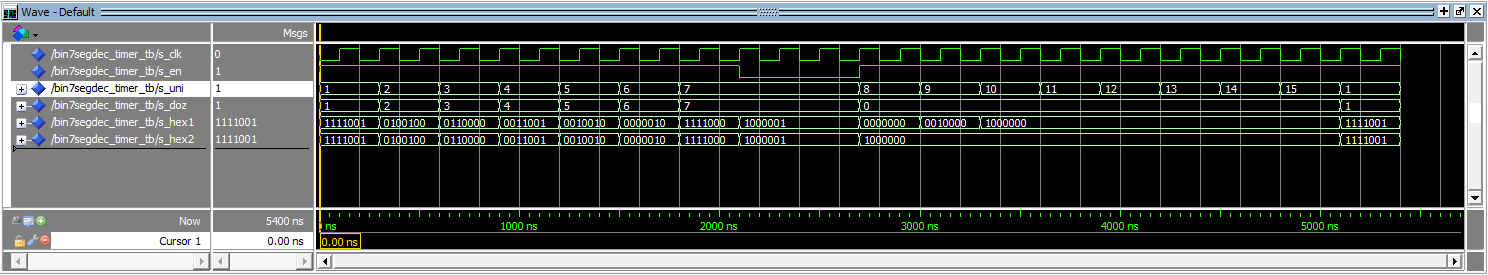 Wave - Default
Msgs
/bin7segdec_timer_tb/s_clk 0
/bin7segdec_timer_tb/s_en 1
/bin7segdec_timer_tb/s_uni 1 1 2 3 4 5 6 7 8 9 10 11 12 13 14 15 1
/bin7segdec_timer_tb/s_doz 1 1 2 3 4 5 6 7 0 1
/bin7segdec_timer_tb/s_hex1 1111001 1111001 0100100 0110000 0011001 0010010 0000010 1111000 1000001 0000000 0010000 1000000 1111001
/bin7segdec_timer_tb/s_hex2 1111001 1111001 0100100 0110000 0011001 0010010 0000010 1111000 1000001 1000000 1111001
Now 5400 ns ns 1000 ns 2000 ns 3000 ns 4000 ns 5000 ns
Cursor 1 0.00 ns 0.00 ns